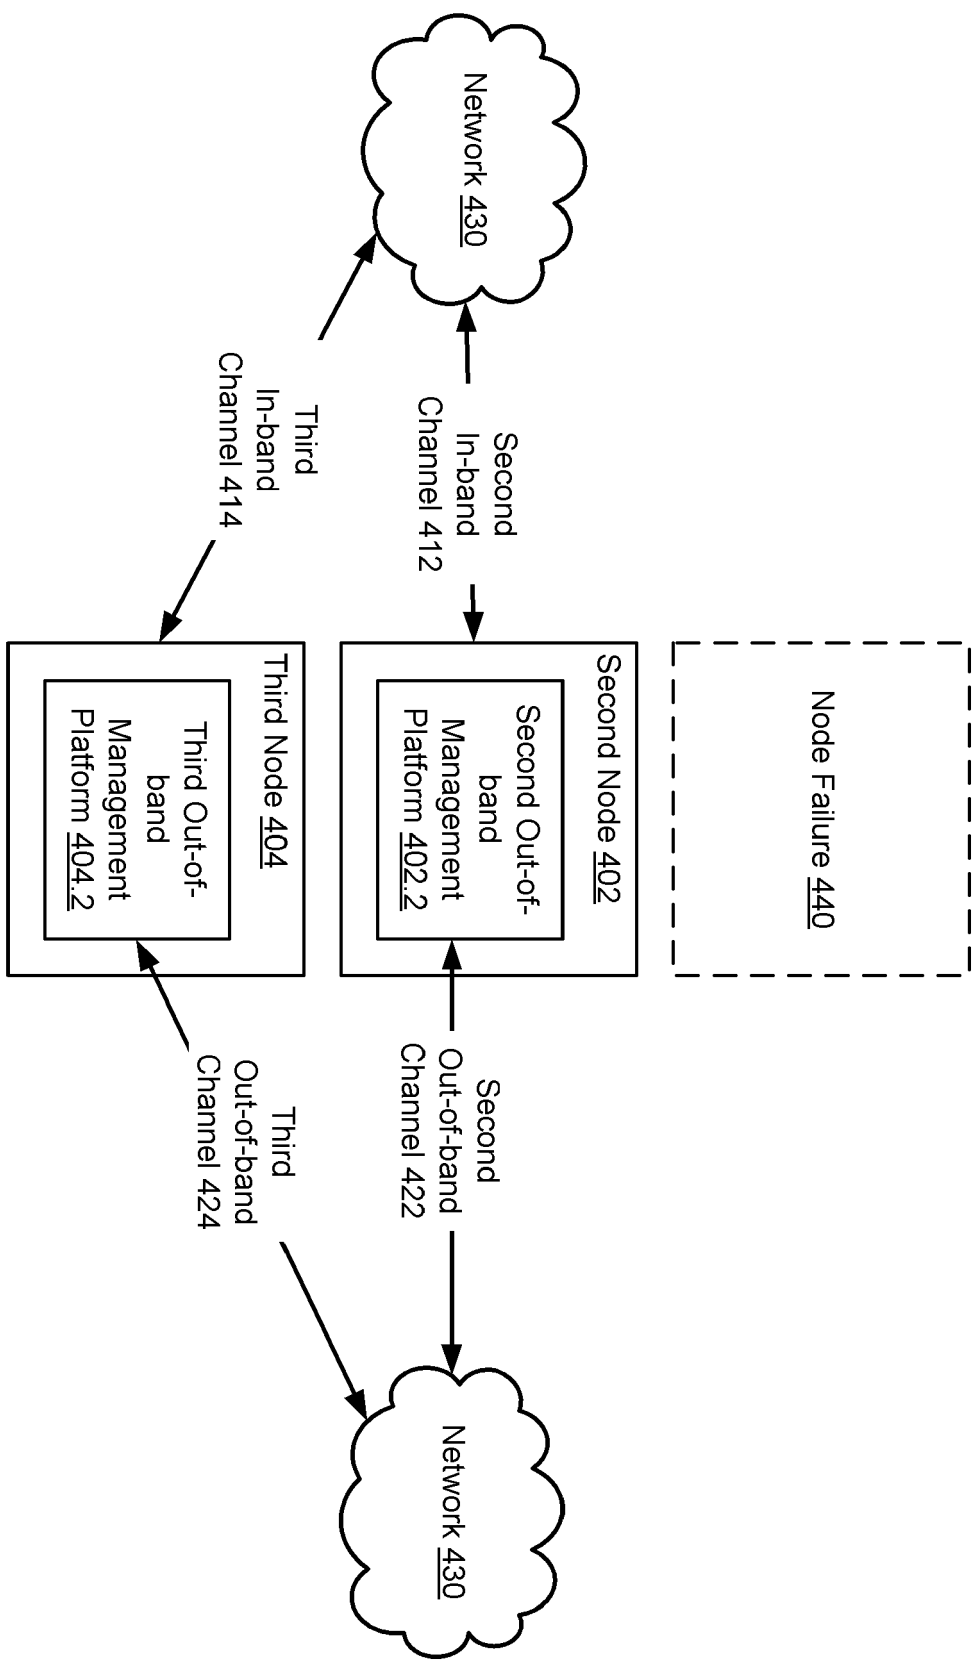 Node Failure 440
Network 430
Second
In-band
Channel 412
Second Node 402
Second Out-of-
band
Management
Platform 402.2
Second
Out-of-band
Channel 422
Network 430
Third
In-band
Channel 414
Third Node 404
Third Out-of-
band
Management
Platform 404.2
Third
Out-of-band
Channel 424